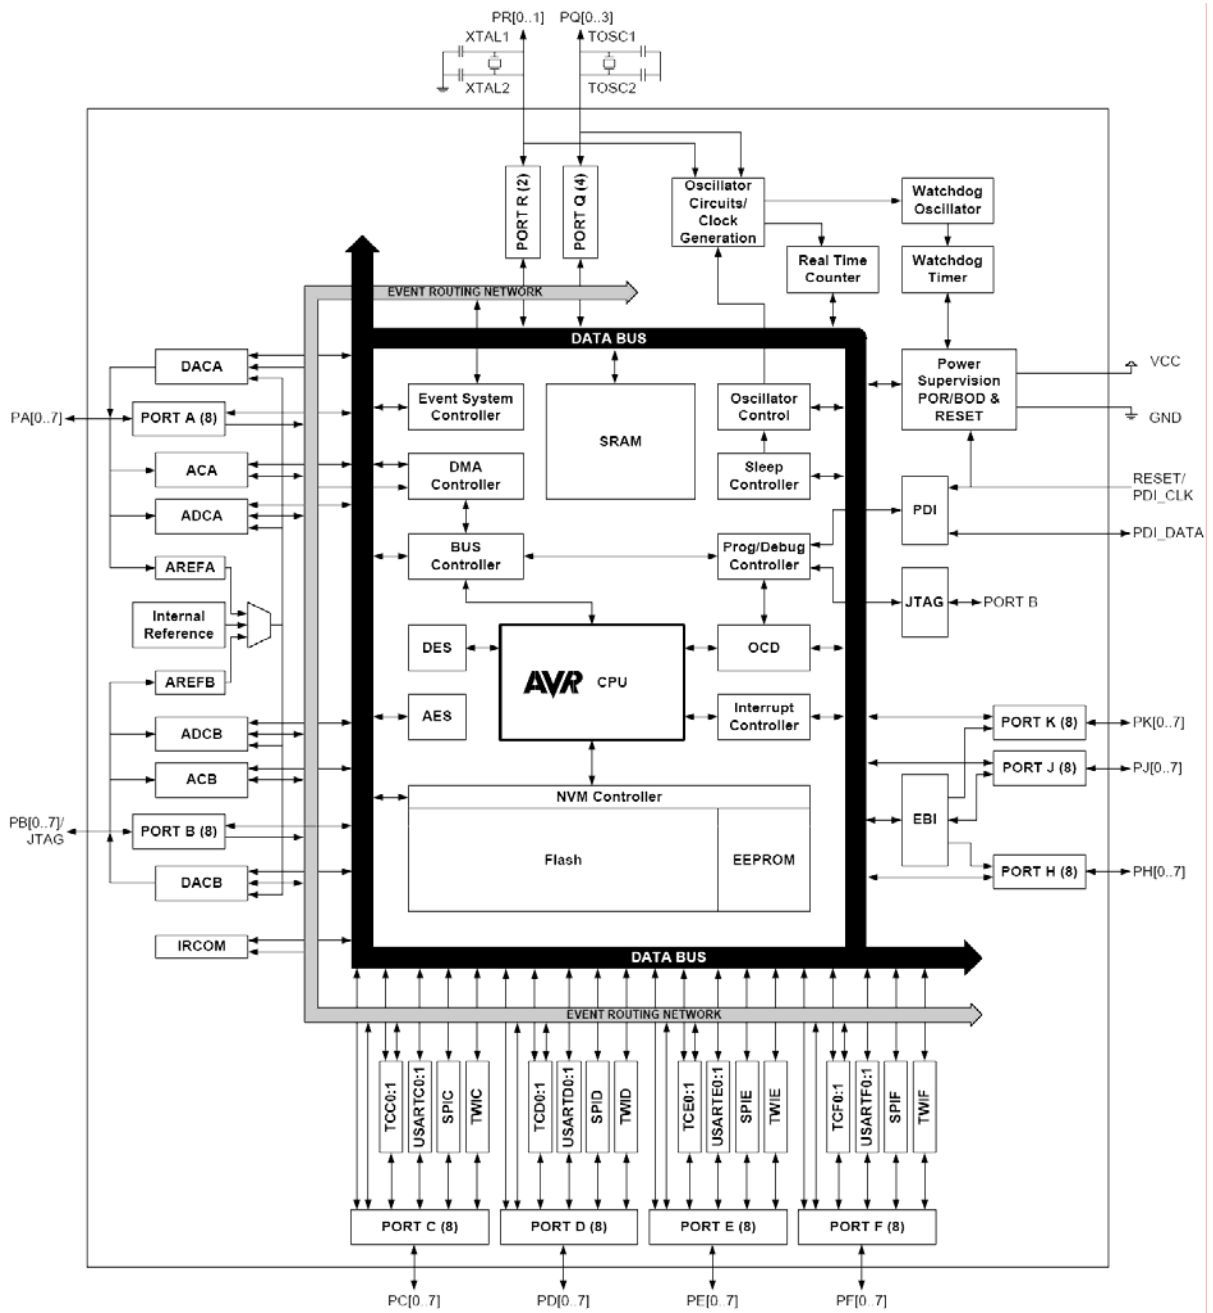 PR[0..1]
PQ[0..3]
XTAL1
TOSC1
XTAL2
TOSC2
PORT R (2)
PORT Q (4)
Oscillator
Circuits/
Clock
Generation
Watchdog
Oscillator
Real Time
Counter
Watchdog
Timer
EVENT ROUTING NETWORK
DATA BUS
DACA
PORT A (8)
PA[0..7]
ACA
ADCA
AREFA
Internal
Reference
AREFB
ADCB
ACB
PB[0..7]/
JTAG
PORT B (8)
DACB
IRCOM
Event System
Controller
SRAM
Oscillator
Control
DMA
Controller
Sleep
Controller
BUS
Controller
Prog/Debug
Controller
DES
AVR CPU
OCD
AES
Interrupt
Controller
NVM Controller
Flash
EEPROM
Power
Supervision
POR/BOD &
RESET
VCC
GND
RESET/
PDI_CLK
PDI
PDI_DATA
JTAG
PORT B
PORT K (8)
PK[0..7]
PORT J (8)
PJ[0..7]
EBI
PORT H (8)
PH[0..7]
DATA BUS
EVENT ROUTING NETWORK
TCC0:1
USARTC0:1
SPIC
TWIC
TCD0:1
USARTD0:1
SPID
TWID
TCE0:1
USARTE0:1
SPIE
TWIE
TCF0:1
USARTF0:1
SPIF
TWIF
PORT C (8)
PORT D (8)
PORT E (8)
PORT F (8)
PC[0..7]
PD[0..7]
PE[0..7]
PF[0..7]